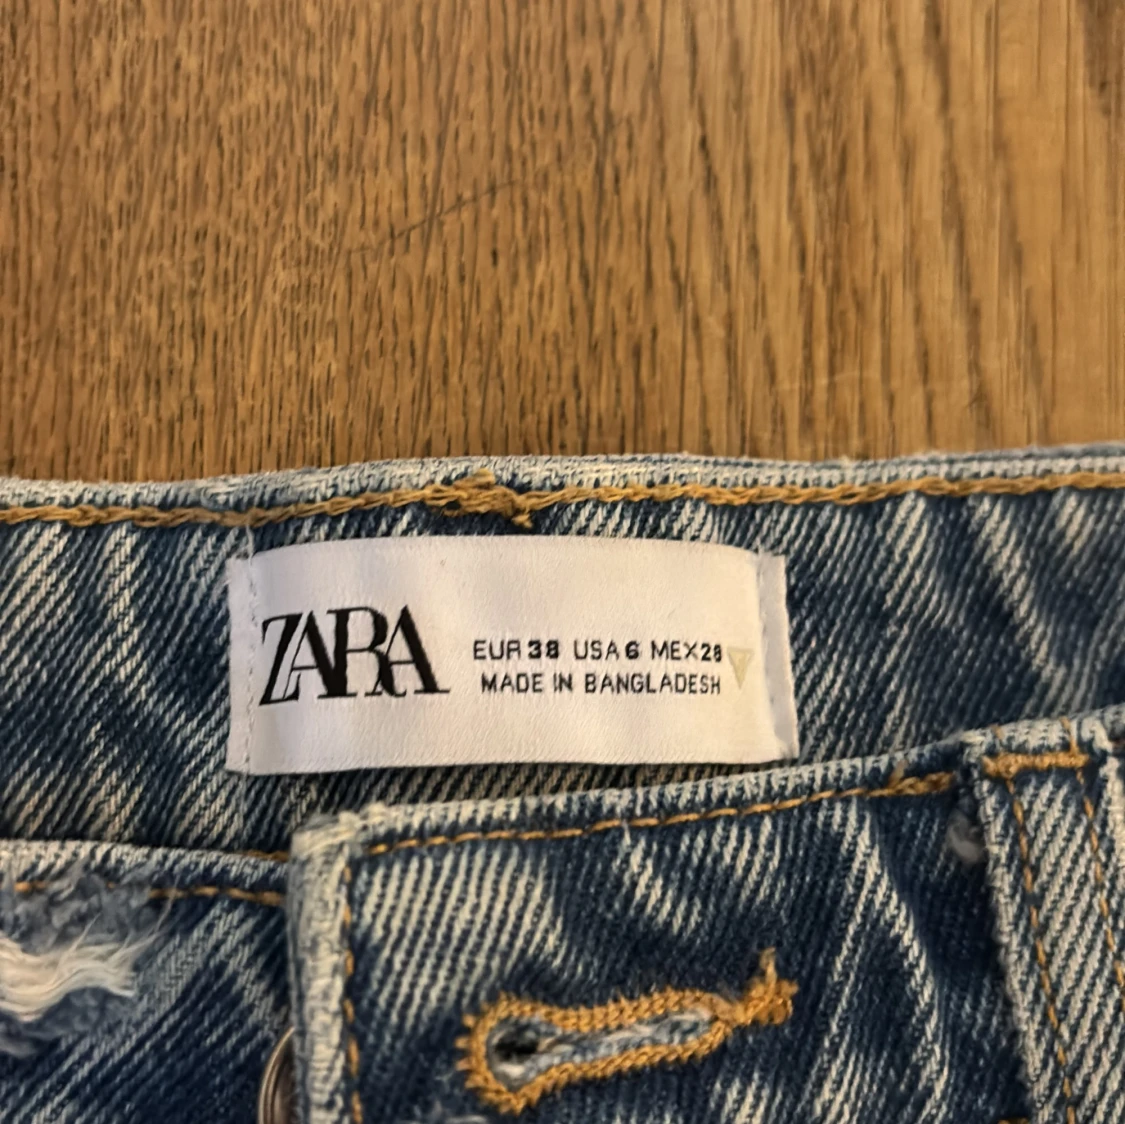 ZARA
EUR 38 USA 6 MEX 28
MADE IN BANGLADESH